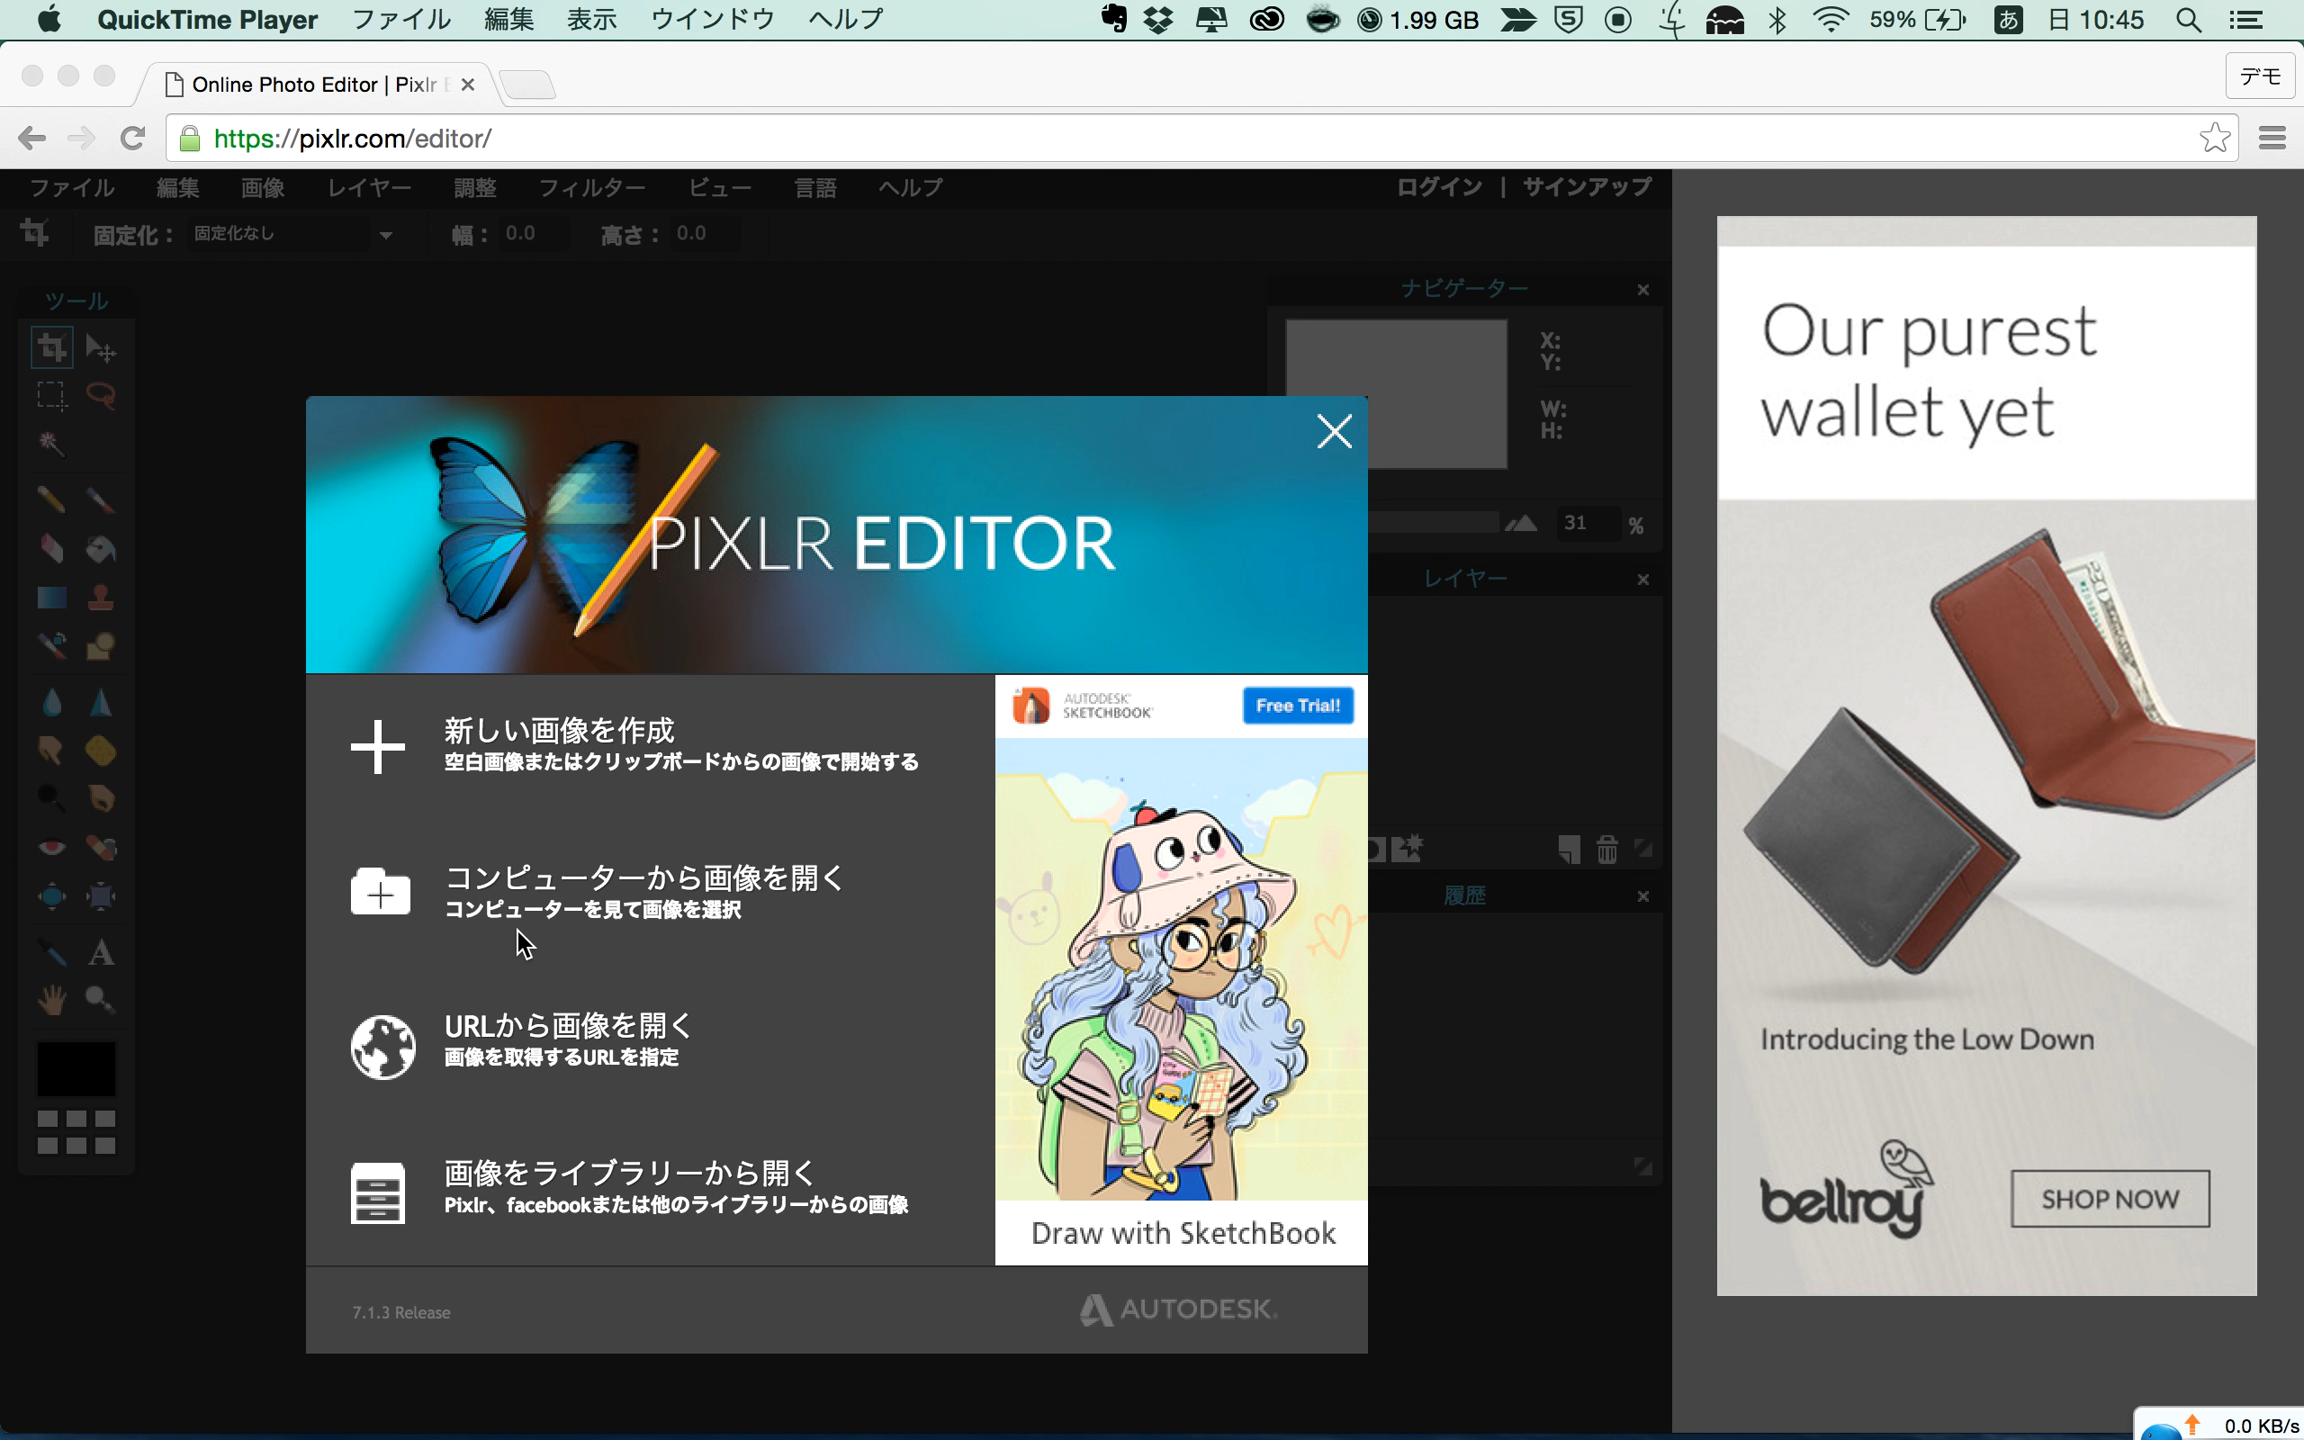 QuickTime Player ファイル 編集 表示 ウインドウ ヘルプ 1.99 GB 59% あ 日 10:45
Online Photo Editor | Pixlr
デモ
https://pixlr.com/editor/
ファイル 編集 画像 レイヤー 調整 フィルター ビュー 言語 ヘルプ ログイン | サインアップ
固定化： 固定化なし 幅： 0.0 高さ： 0.0
ツール
ナビゲーター
X:
Y:
W:
H:
31 %
レイヤー
履歴
PIXLR EDITOR
新しい画像を作成
空白画像またはクリップボードからの画像で開始する
コンピューターから画像を開く
コンピューターを見て画像を選択
URLから画像を開く
画像を取得するURLを指定
画像をライブラリーから開く
Pixlr、facebookまたは他のライブラリーからの画像
AUTODESK
SKETCHBOOK
Free Trial!
Draw with SketchBook
7.1.3 Release
AUTODESK.
Our purest
wallet yet
Introducing the Low Down
bellroy
SHOP NOW
0.0 KB/s